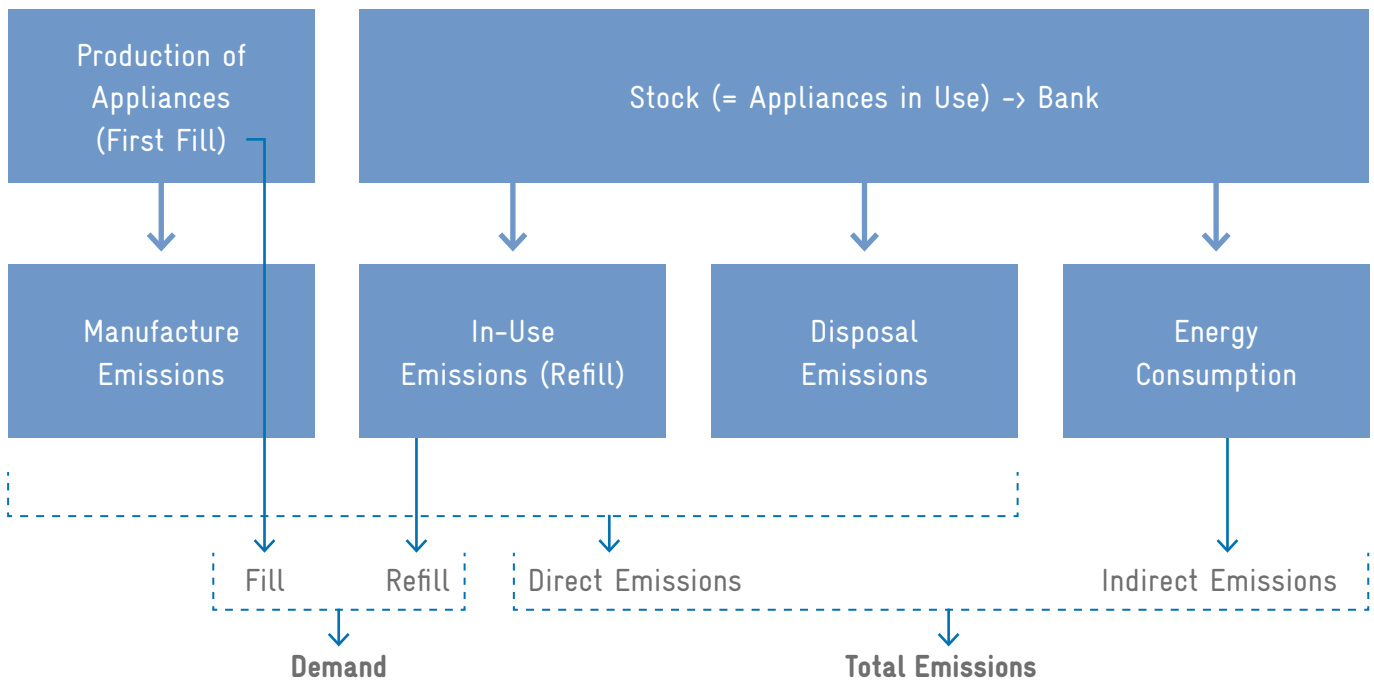 Production of
Appliances
(First Fill)
Stock (= Appliances in Use) -> Bank
Manufacture
Emissions
In-Use
Emissions (Refill)
Disposal
Emissions
Energy
Consumption
Fill
Refill
Direct Emissions
Indirect Emissions
Demand
Total Emissions